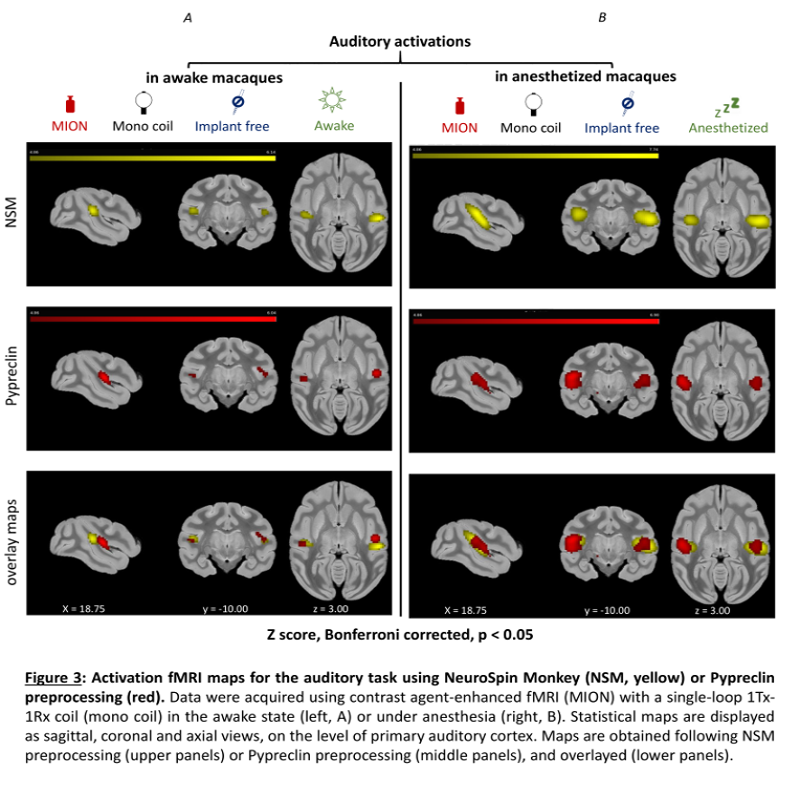 A
B
Auditory activations
in awake macaques
in anesthetized macaques
MION
Mono coil
Implant free
Awake
MION
Mono coil
Implant free
zzz
Anesthetized
NSM
Pypreclin
overlay maps
X = 18.75
y = -10.00
z = 3.00
X = 18.75
y = -10.00
z = 3.00
Z score, Bonferroni corrected, p < 0.05
Figure 3: Activation fMRI maps for the auditory task using NeuroSpin Monkey (NSM, yellow) or Pypreclin
preprocessing (red). Data were acquired using contrast agent-enhanced fMRI (MION) with a single-loop 1Tx-
1Rx coil (mono coil) in the awake state (left, A) or under anesthesia (right, B). Statistical maps are displayed
as sagittal, coronal and axial views, on the level of primary auditory cortex. Maps are obtained following NSM
preprocessing (upper panels) or Pypreclin preprocessing (middle panels), and overlayed (lower panels).